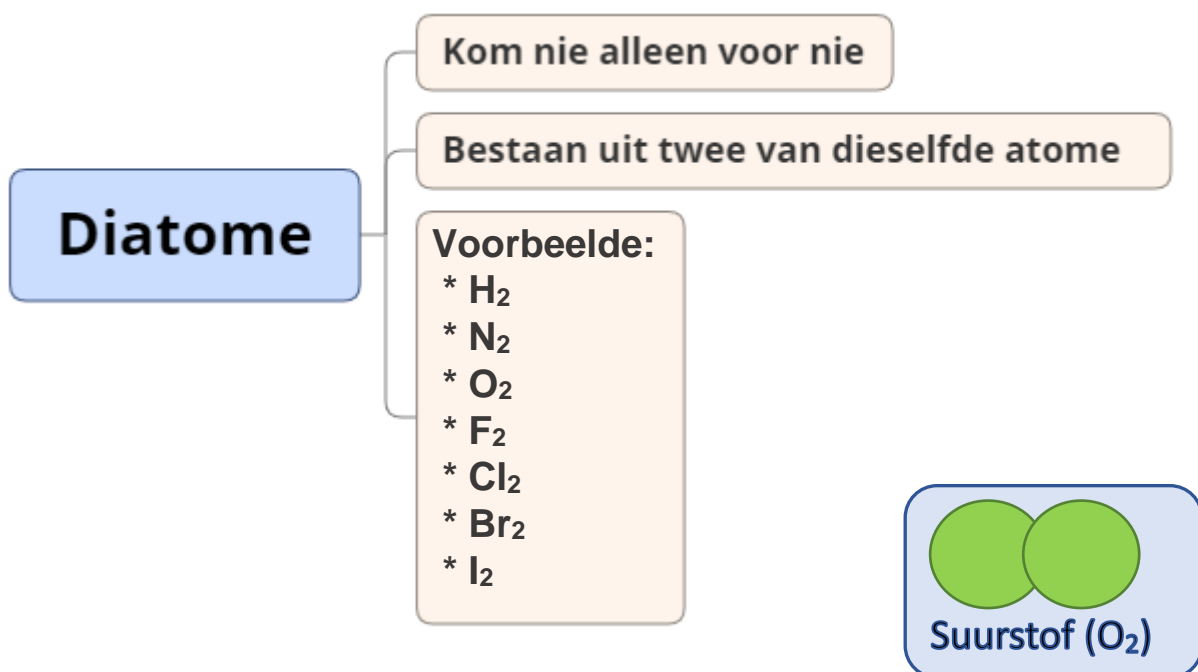 Diatome
Kom nie alleen voor nie
Bestaan uit twee van dieselfde atome
Voorbeelde:
* H₂
* N₂
* O₂
* F₂
* Cl₂
* Br₂
* I₂
Suurstof (O₂)